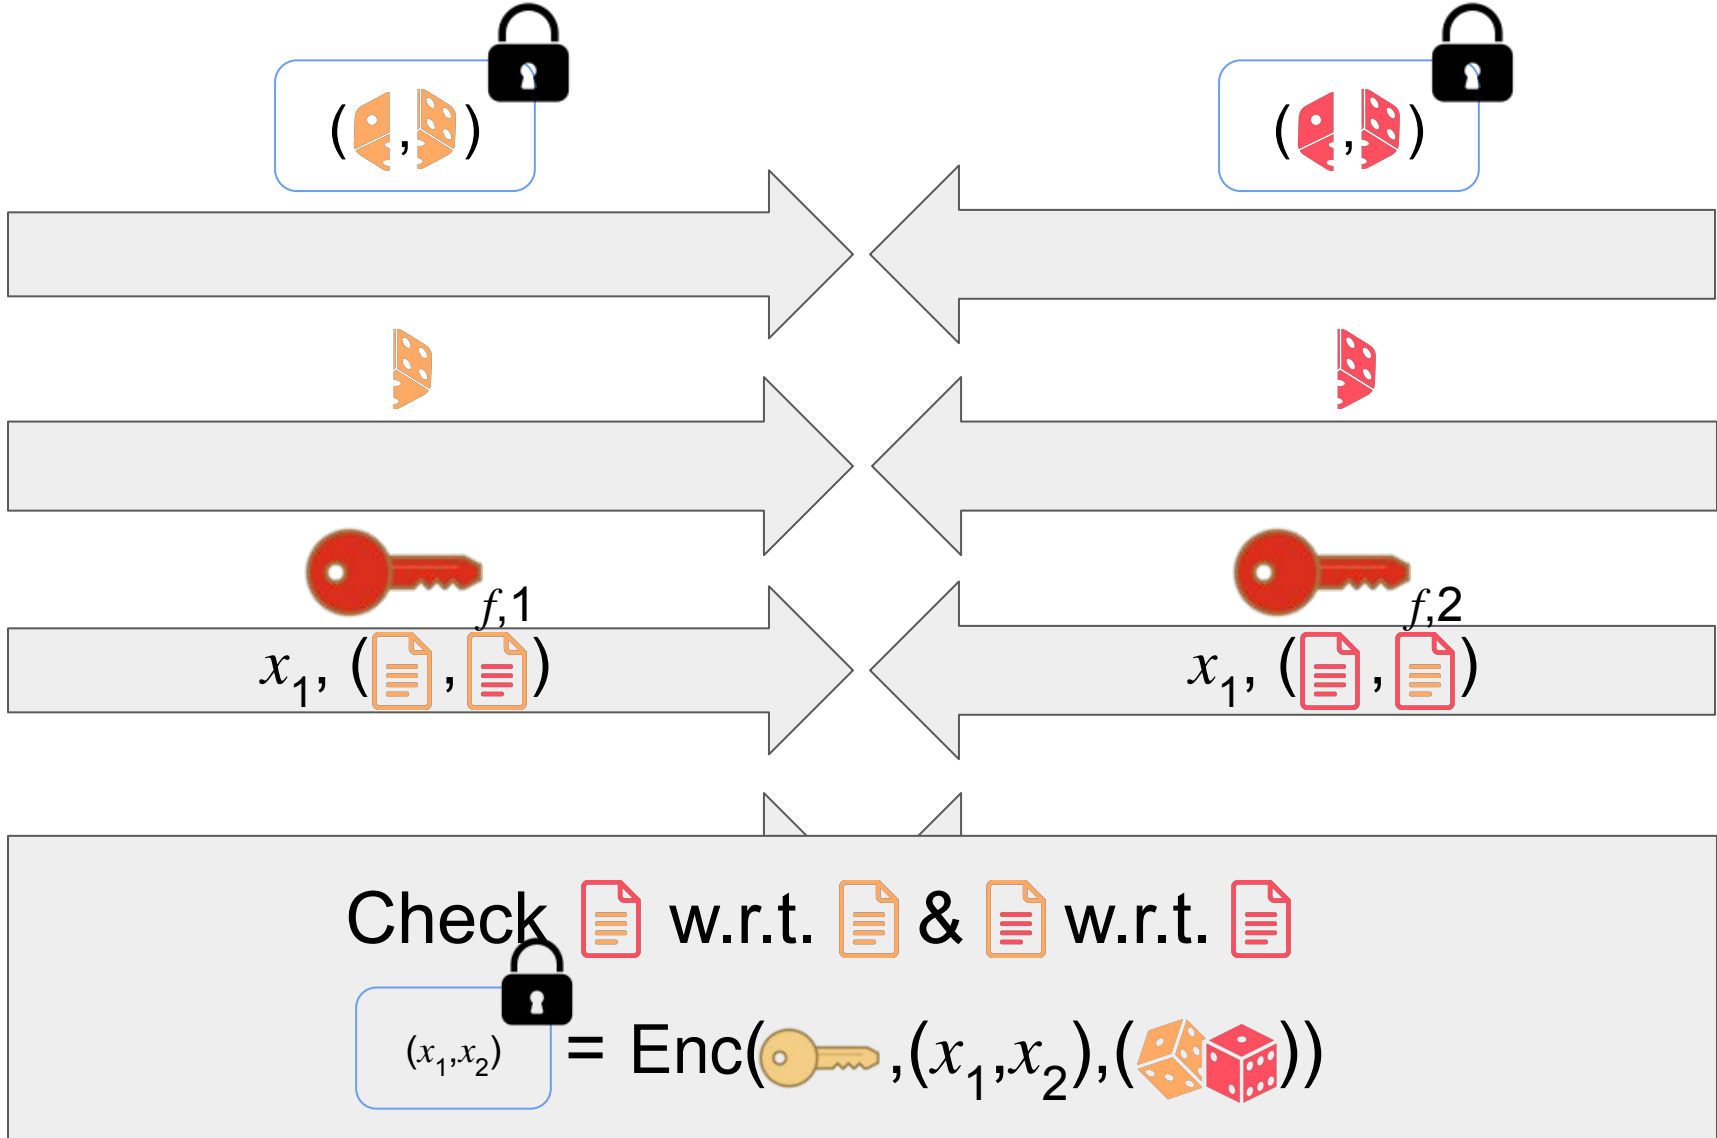 ( , ) ( , )
f,1 f,2
x1, ( , ) x1, ( , )
Check w.r.t. & w.r.t.
(x1,x2) = Enc( ,(x1,x2),( ))